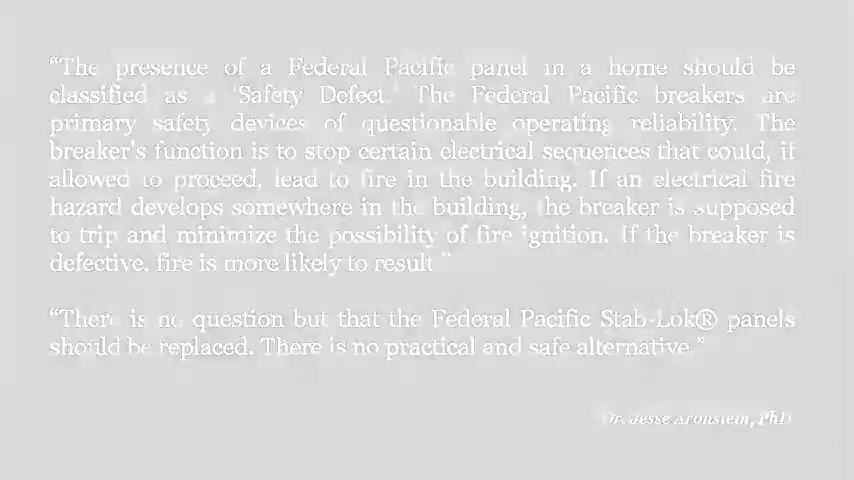 “The presence of a Federal Pacific panel in a home should be
classified as a ‘Safety Defect.’ The Federal Pacific breakers are
primary safety devices of questionable operating reliability. The
breaker's function is to stop certain electrical sequences that could, if
allowed to proceed, lead to fire in the building. If an electrical fire
hazard develops somewhere in the building, the breaker is supposed
to trip and minimize the possibility of fire ignition. If the breaker is
defective, fire is more likely to result.”
“There is no question but that the Federal Pacific Stab-Lok® panels
should be replaced. There is no practical and safe alternative.”
Dr. Jesse Aronstein, PhD